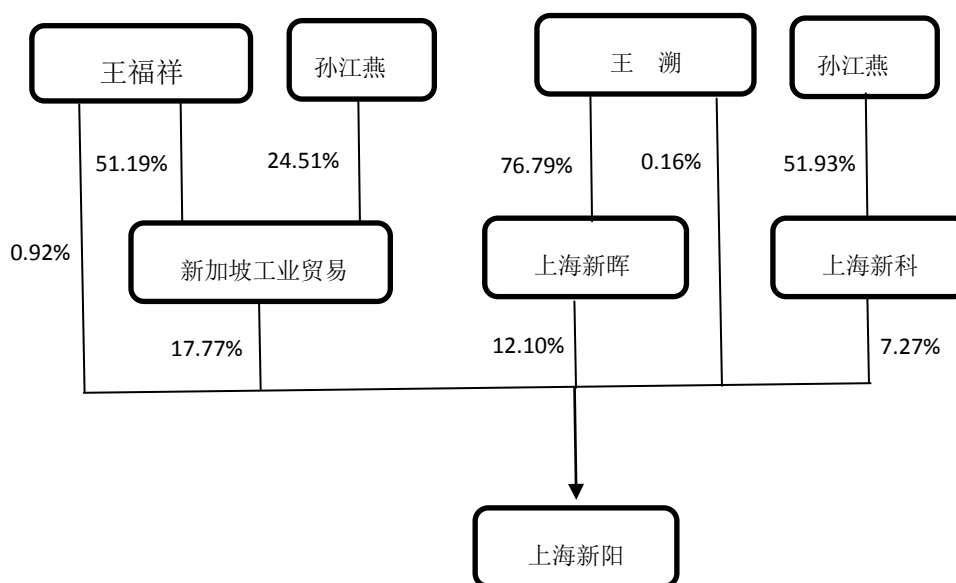 王福祥
孙江燕
王 溯
孙江燕
51.19%
24.51%
76.79%
0.16%
51.93%
0.92%
新加坡工业贸易
上海新晖
上海新科
17.77%
12.10%
7.27%
上海新阳